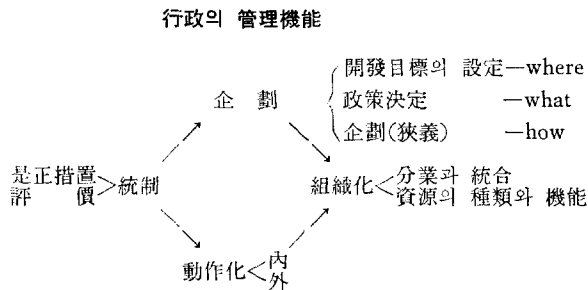 行政의 管理機能
開發目標의 設定—where
企 劃 政策決定 —what
企劃(狹義) —how
是正措置 分業과 統合
評 價 統制 組織化 資源의 種類와 機能
動作化 內
外